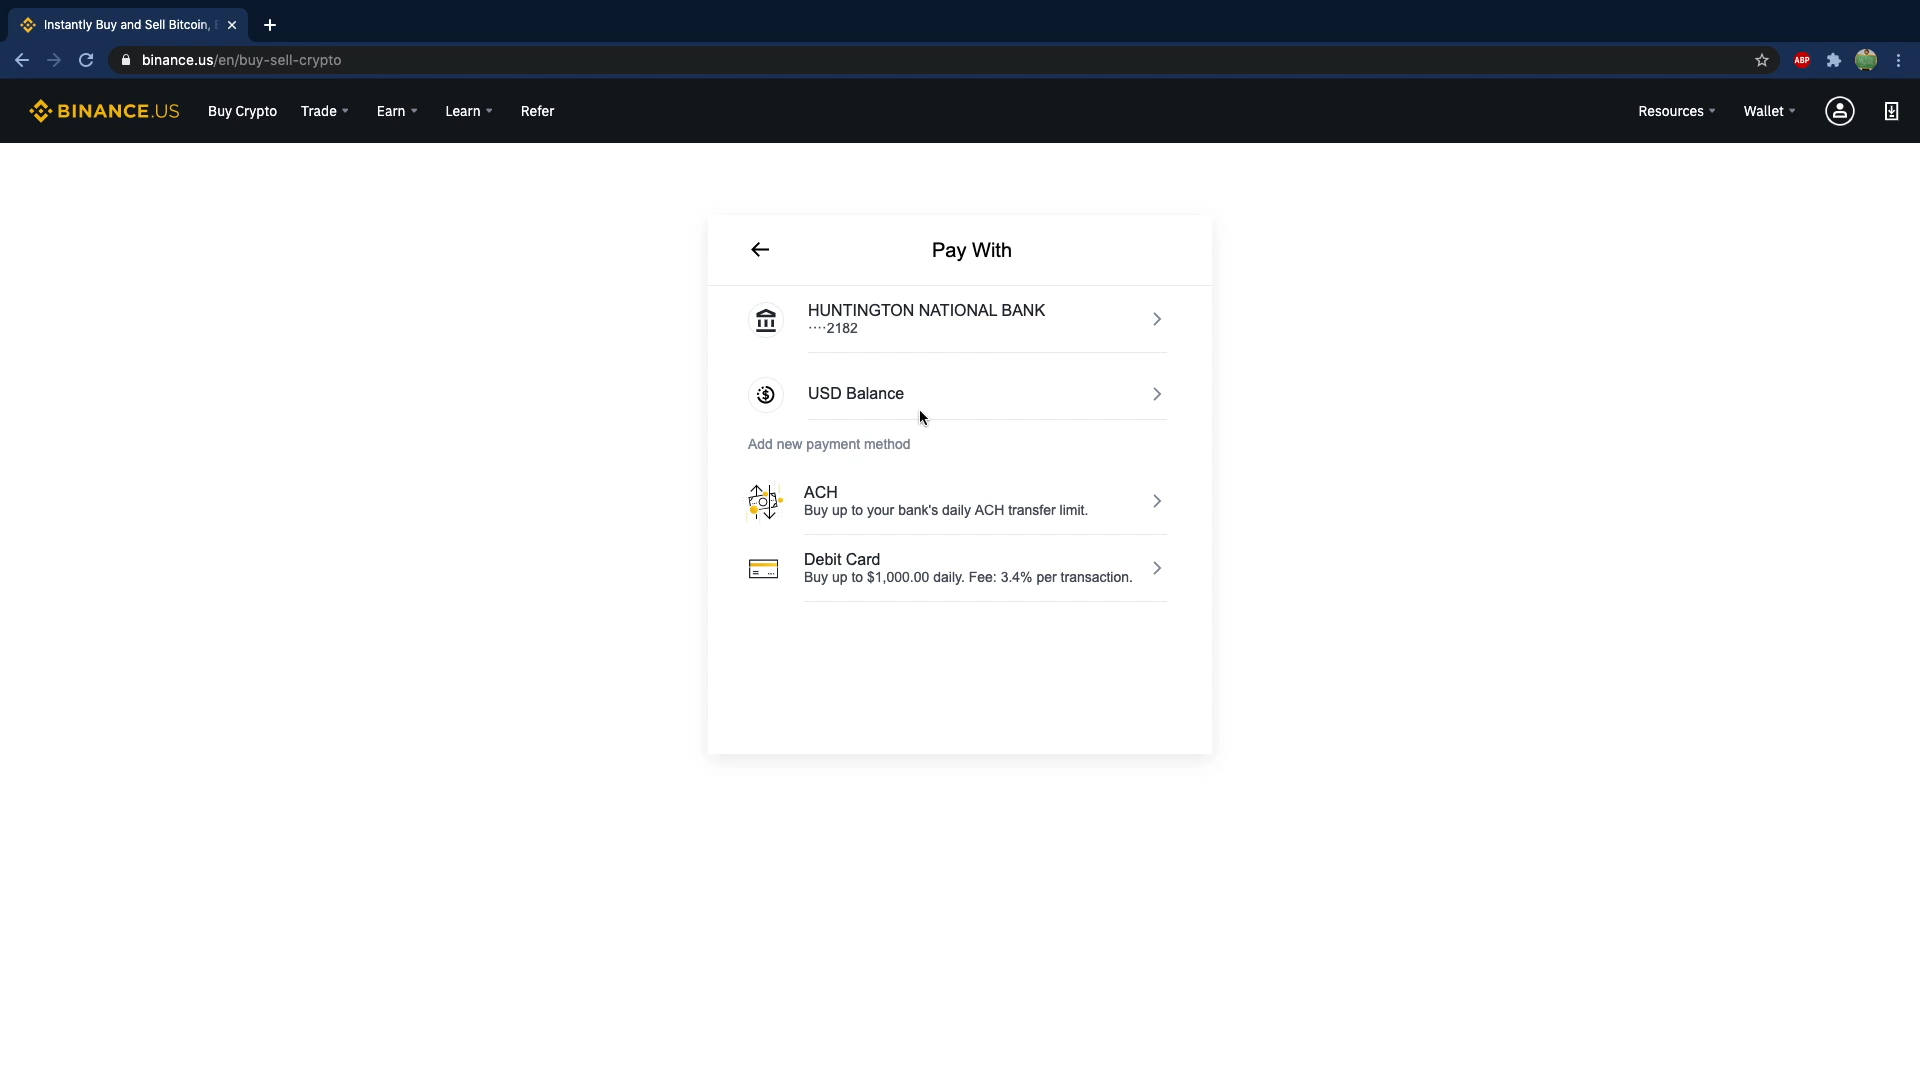 Instantly Buy and Sell Bitcoin,
binance.us/en/buy-sell-crypto
ABP
BINANCE.US
Buy Crypto
Trade
Earn
Learn
Refer
Resources
Wallet
Pay With
HUNTINGTON NATIONAL BANK
····2182
USD Balance
Add new payment method
ACH
Buy up to your bank's daily ACH transfer limit.
Debit Card
Buy up to $1,000.00 daily. Fee: 3.4% per transaction.